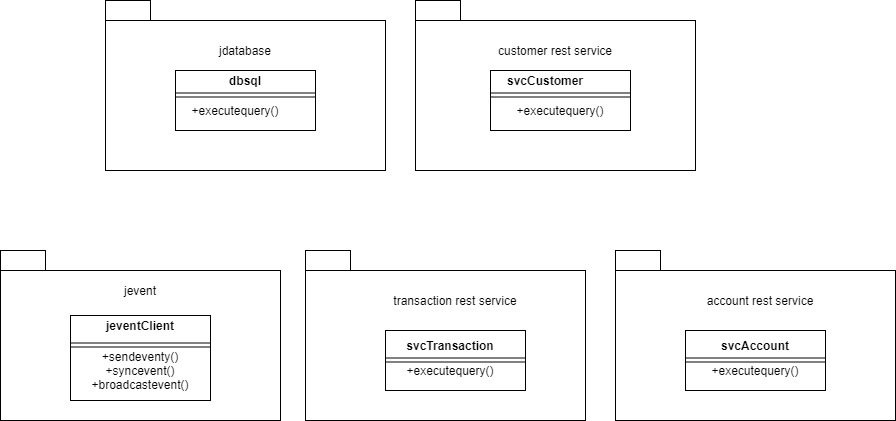 jdatabase
dbsql
+executequery()
customer rest service
svcCustomer
+executequery()
jevent
jeventClient
+sendeventy()
+syncevent()
+broadcastevent()
transaction rest service
svcTransaction
+executequery()
account rest service
svcAccount
+executequery()